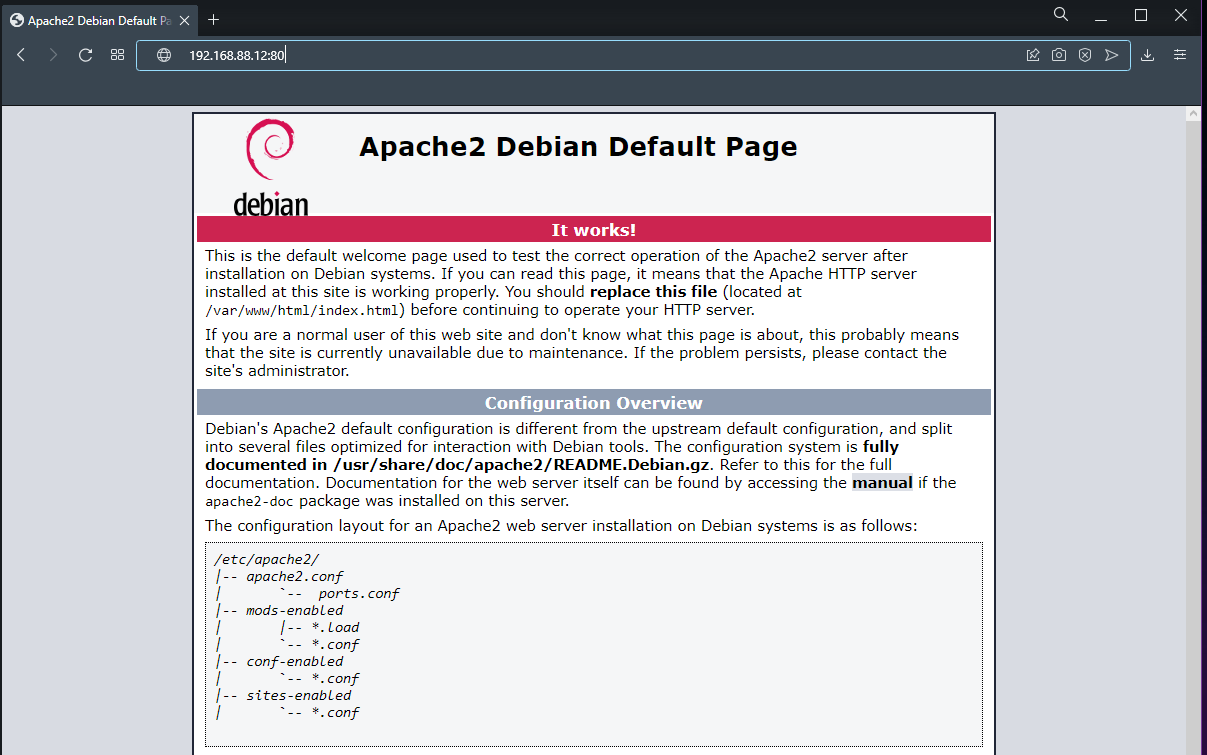 Apache2 Debian Default Pa
192.168.88.12:80
debian
Apache2 Debian Default Page
It works!
This is the default welcome page used to test the correct operation of the Apache2 server after
installation on Debian systems. If you can read this page, it means that the Apache HTTP server
installed at this site is working properly. You should replace this file (located at
/var/www/html/index.html) before continuing to operate your HTTP server.
If you are a normal user of this web site and don't know what this page is about, this probably means
that the site is currently unavailable due to maintenance. If the problem persists, please contact the
site's administrator.
Configuration Overview
Debian's Apache2 default configuration is different from the upstream default configuration, and split
into several files optimized for interaction with Debian tools. The configuration system is fully
documented in /usr/share/doc/apache2/README.Debian.gz. Refer to this for the full
documentation. Documentation for the web server itself can be found by accessing the manual if the
apache2-doc package was installed on this server.
The configuration layout for an Apache2 web server installation on Debian systems is as follows:
/etc/apache2/
|-- apache2.conf
|       `--  ports.conf
|-- mods-enabled
|       |-- *.load
|       `-- *.conf
|-- conf-enabled
|       `-- *.conf
|-- sites-enabled
|       `-- *.conf